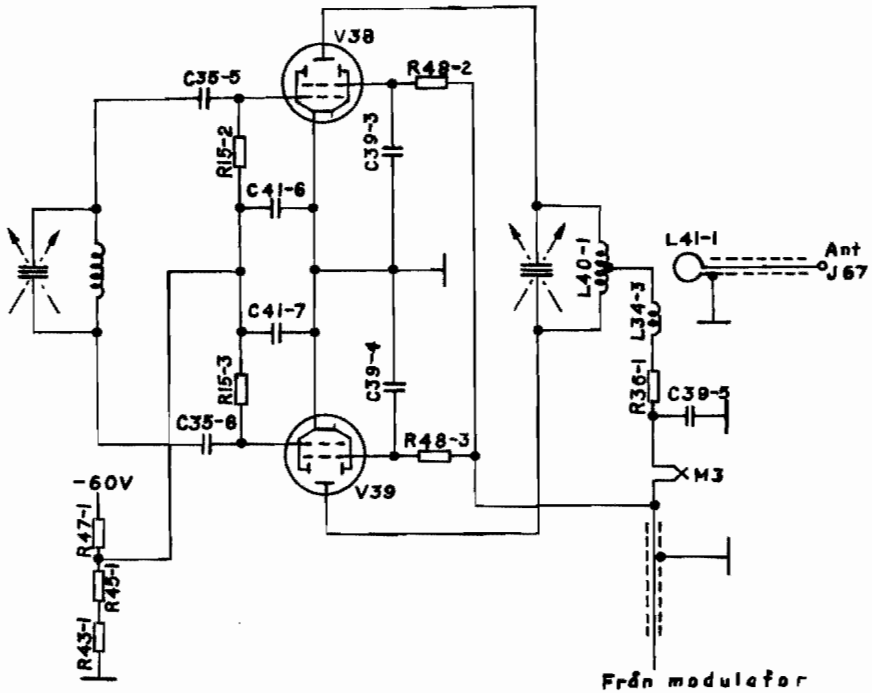 V38
C35-5
R48-2
R15-2
C39-3
C41-6
L41-1
Ant
J67
L40-1
C41-7
L34-3
R15-3
C39-4
R36-1
C39-5
C35-6
R48-3
M3
V39
-60V
R47-1
R45-1
R43-1
Från modulator